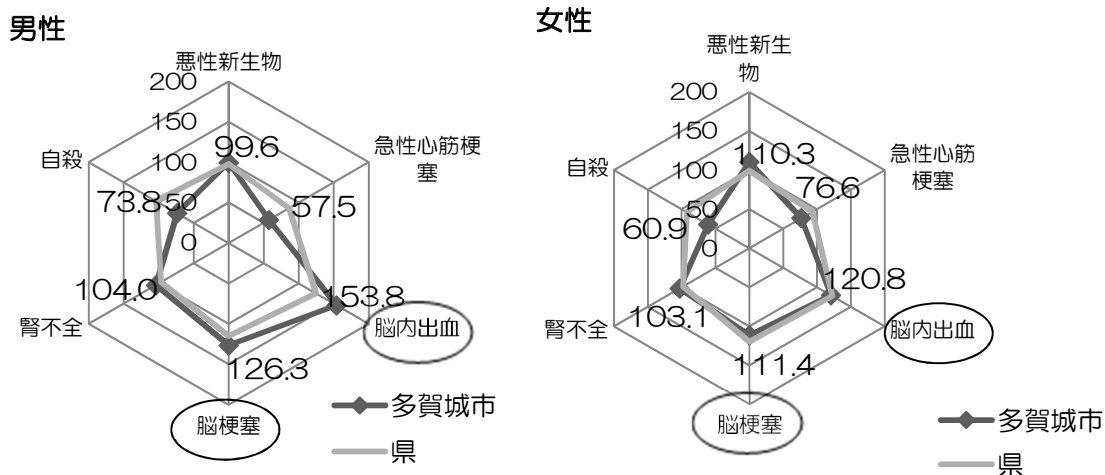 男性
悪性新生物
200
150
100
50
0
99.6
急性心筋梗
塞
57.5
153.8
脳内出血
126.3
脳梗塞
104.0
腎不全
73.8
自殺
多賀城市
県
女性
悪性新生
物
200
150
100
50
0
110.3
急性心筋
梗塞
76.6
120.8
脳内出血
111.4
脳梗塞
103.1
腎不全
60.9
自殺
多賀城市
県